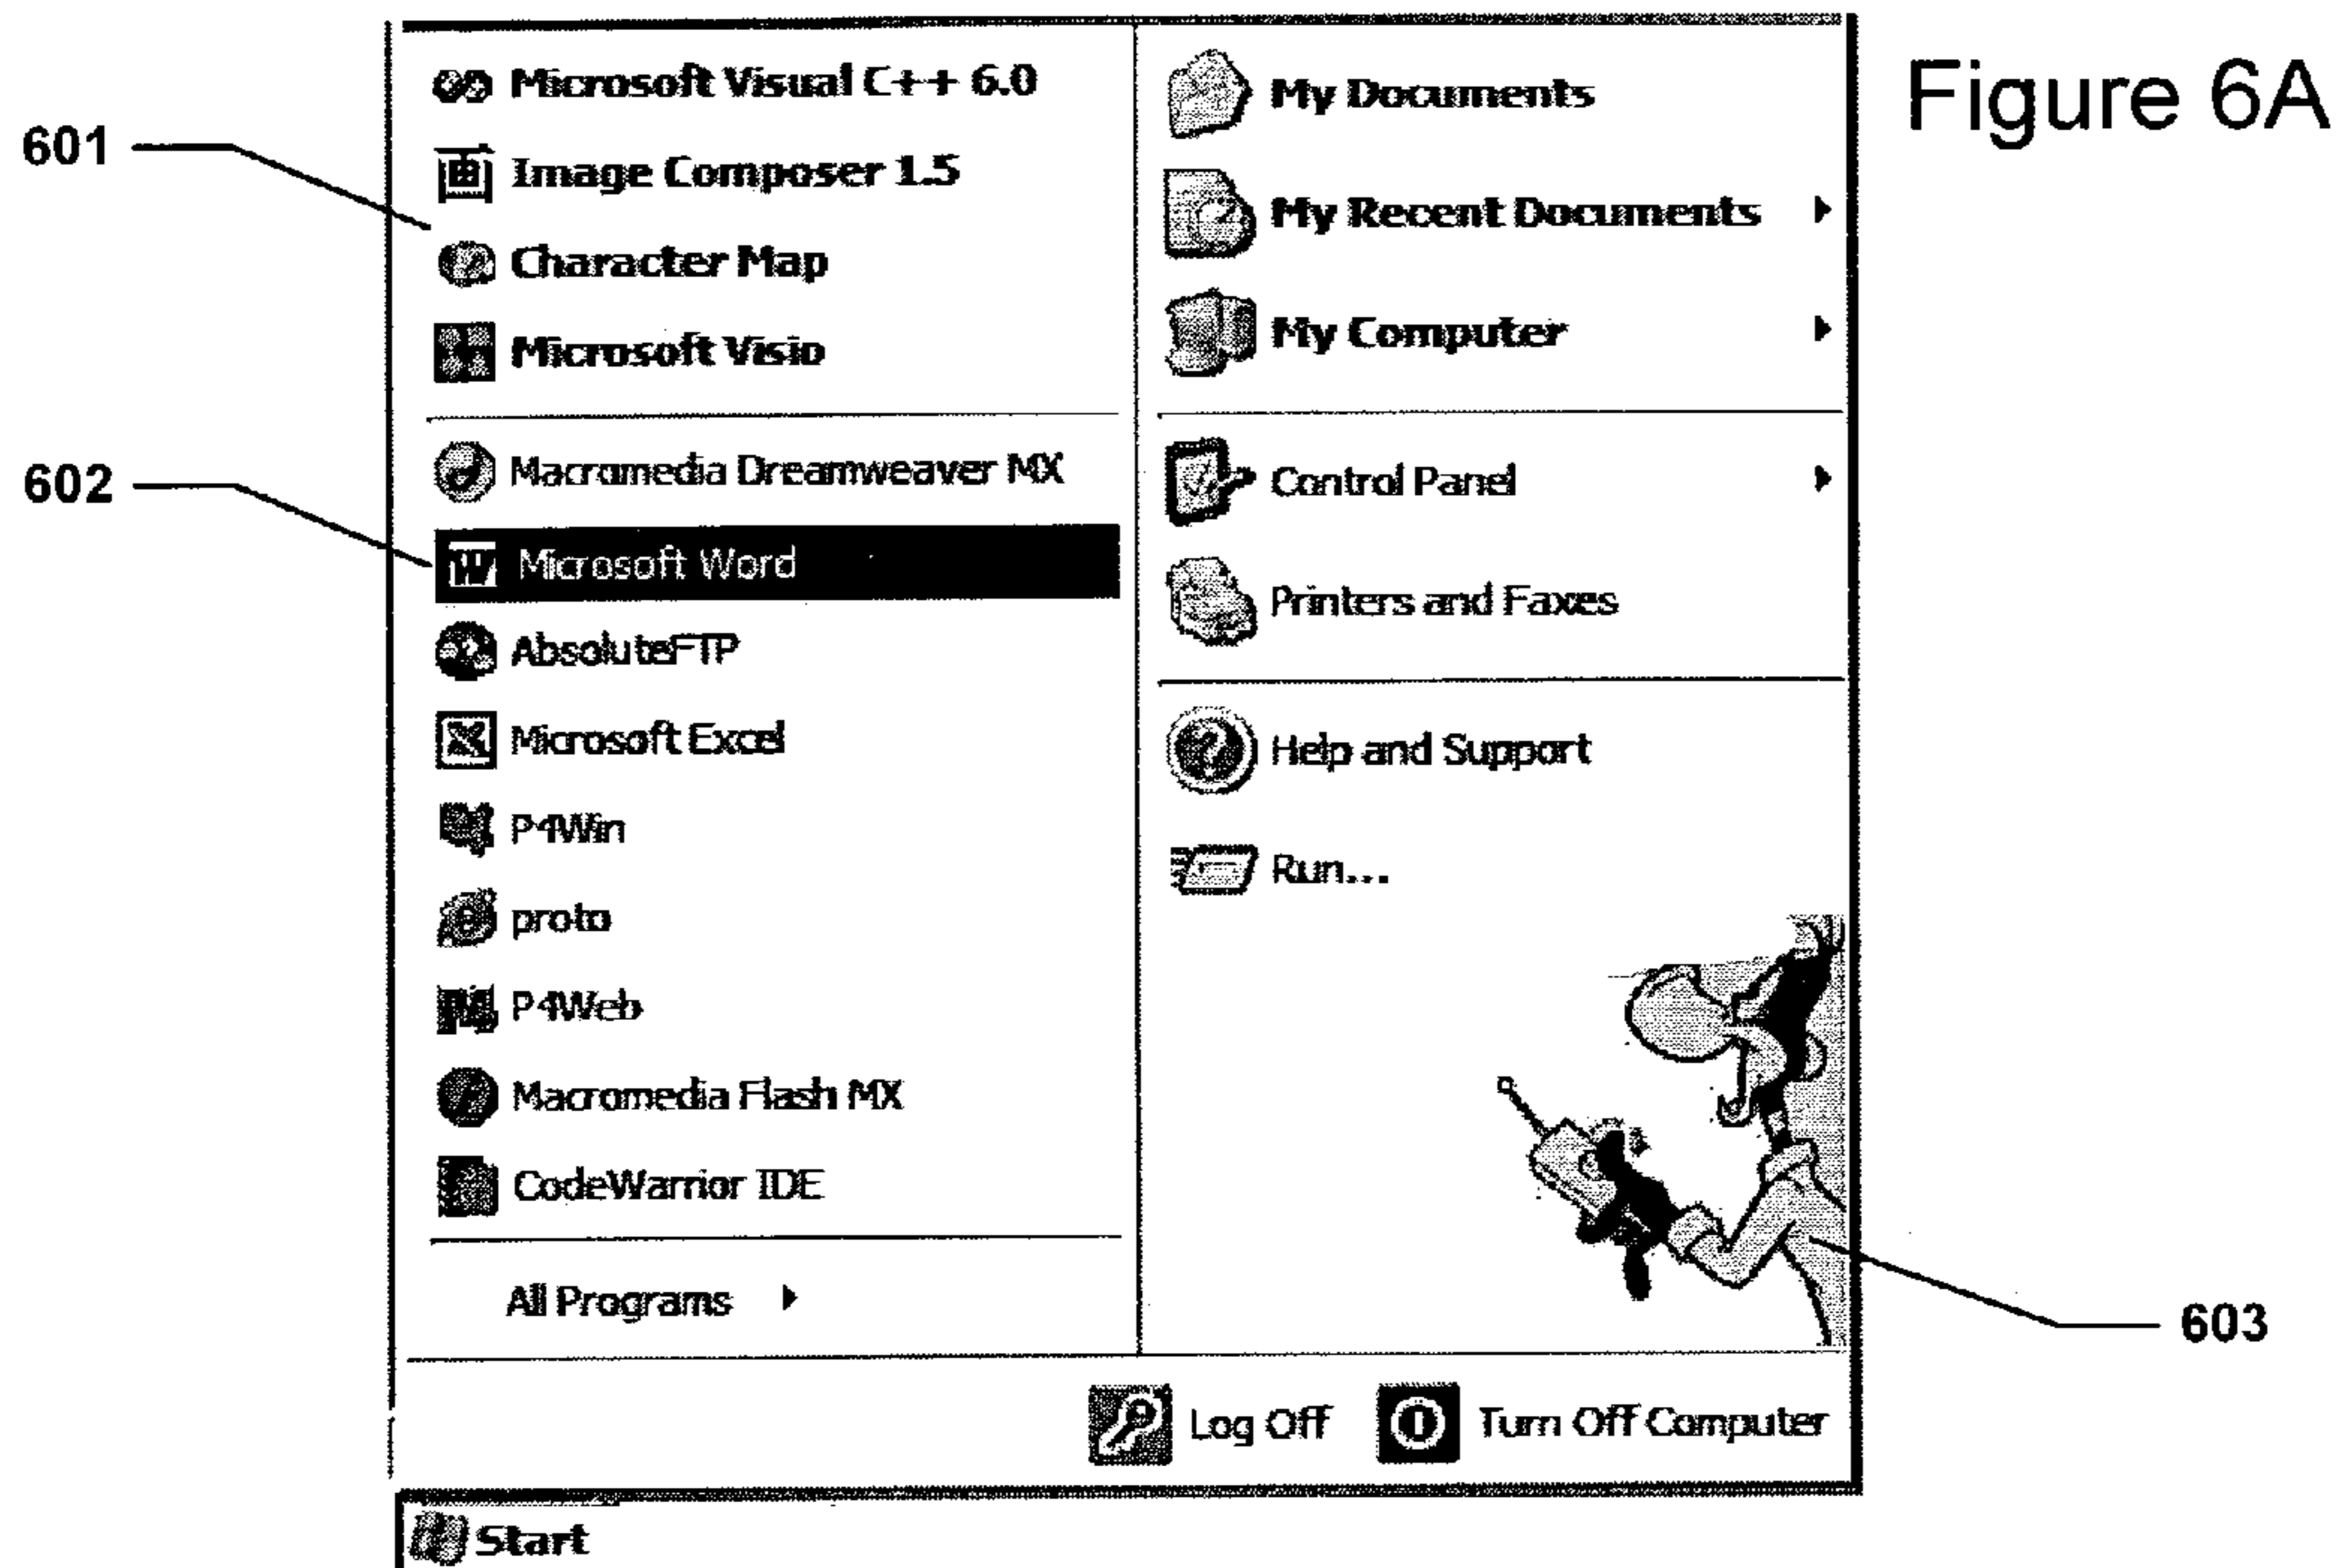 Figure 6A
601
602
603
Microsoft Visual C++ 6.0
Image Composer 1.5
Character Map
Microsoft Visio
Macromedia Dreamweaver MX
Microsoft Word
AbsoluteFTP
Microsoft Excel
P4Win
proto
P4Web
Macromedia Flash MX
CodeWarrior IDE
All Programs
My Documents
My Recent Documents
My Computer
Control Panel
Printers and Faxes
Help and Support
Run...
Log Off
Turn Off Computer
Start